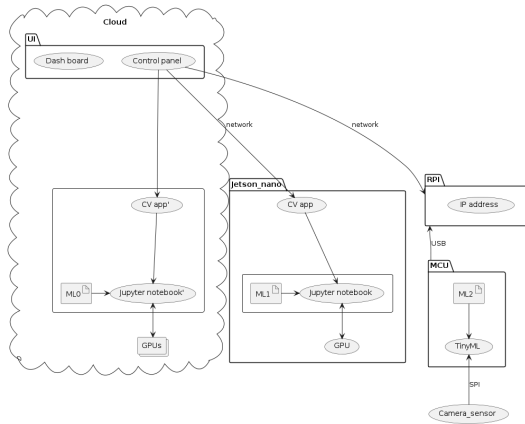 Cloud
UI
Dash board
Control panel
network
network
Jetson_nano
RPI
CV app'
CV app
IP address
USB
MCU
ML0
jupyter notebook'
ML1
Jupyter notebook
ML2
GPUs
GPU
TinyML
SPI
Camera_sensor